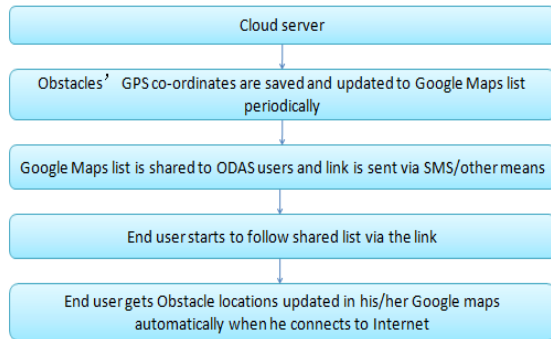 Cloud server
Obstacles’ GPS co-ordinates are saved and updated to Google Maps list
periodically
Google Maps list is shared to ODAS users and link is sent via SMS/other means
End user starts to follow shared list via the link
End user gets Obstacle locations updated in his/her Google maps
automatically when he connects to Internet